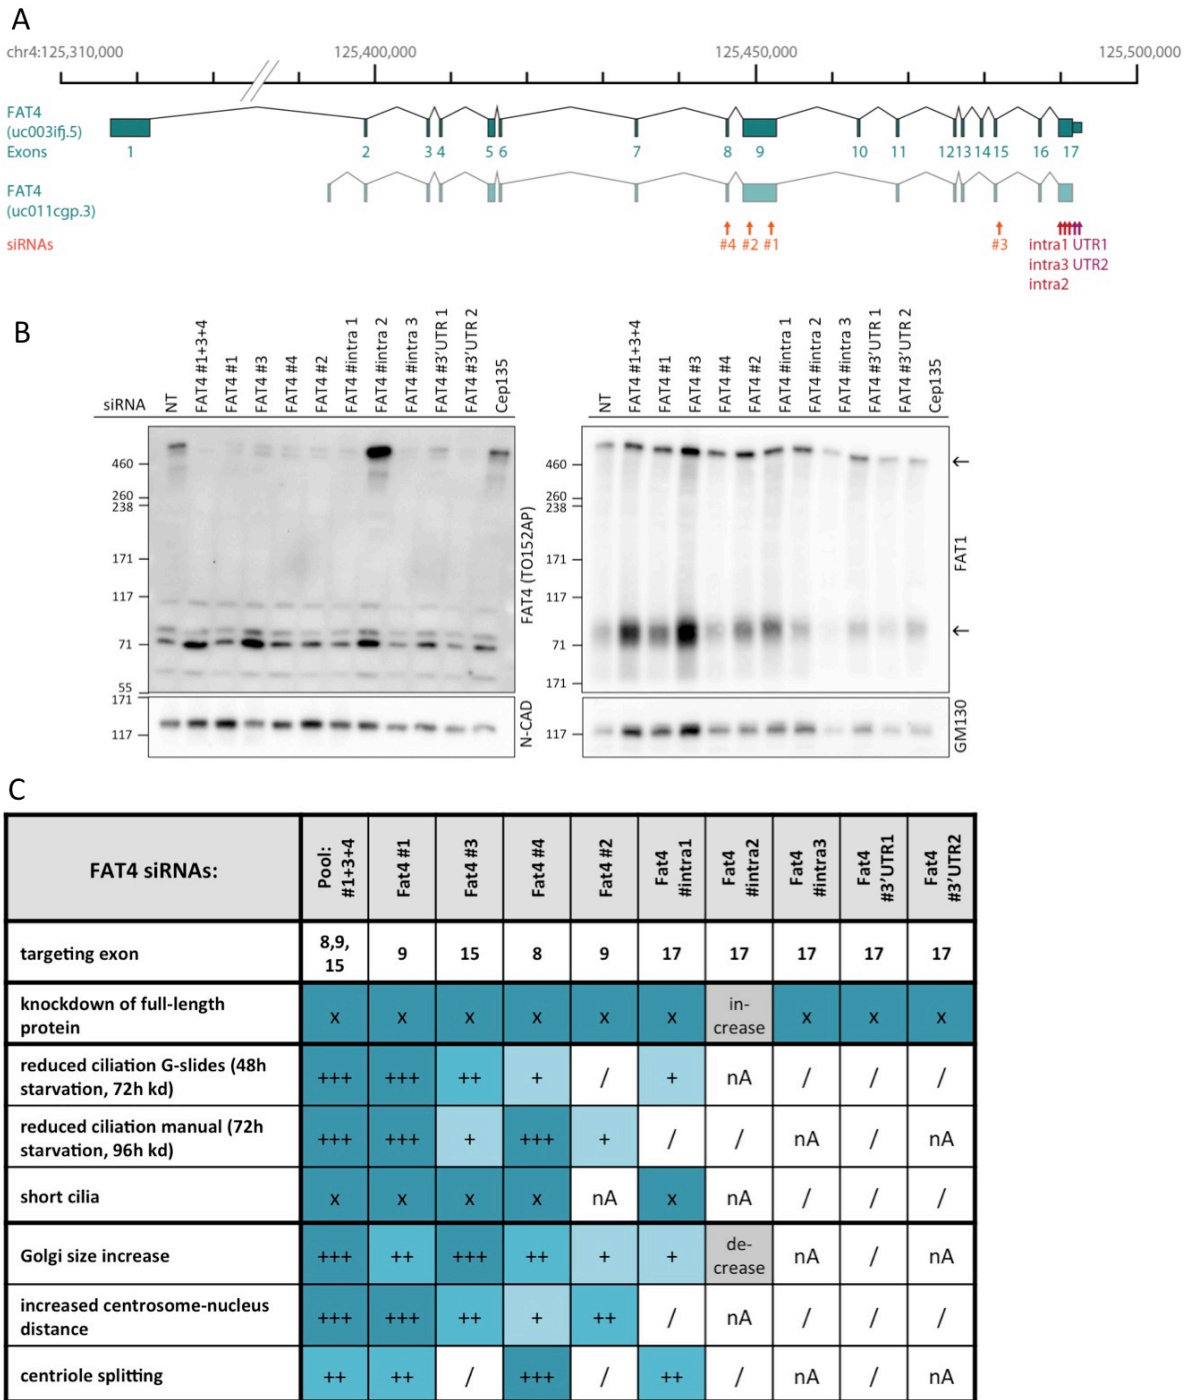 A
chr4:125,310,000 125,400,000 125,450,000 125,500,000
FAT4
(uc003ifj.5)
Exons 1 2 3 4 5 6 7 8 9 10 11 12 13 14 15 16 17
FAT4
(uc011cgp.3)
siRNAs #4 #2 #1 #3 intra1 UTR1
intra3 UTR2
intra2
B
siRNA NT FAT4 #1+3+4 FAT4 #1 FAT4 #3 FAT4 #4 FAT4 #2 FAT4 #intra 1 FAT4 #intra 2 FAT4 #intra 3 FAT4 #3'UTR 1 FAT4 #3'UTR 2 Cep135
460
260
238
171
117
71
55
FAT4 (TO152AP)
171
117
N-CAD
NT FAT4 #1+3+4 FAT4 #1 FAT4 #3 FAT4 #4 FAT4 #2 FAT4 #intra 1 FAT4 #intra 2 FAT4 #intra 3 FAT4 #3'UTR 1 FAT4 #3'UTR 2 Cep135
460 ←
260
238
171
117
71 ←
171
FAT1
117
GM130
C
FAT4 siRNAs: Pool: #1+3+4 Fat4 #1 Fat4 #3 Fat4 #4 Fat4 #2 Fat4 #intra1 Fat4 #intra2 Fat4 #intra3 Fat4 #3'UTR1 Fat4 #3'UTR2
targeting exon 8,9, 15 9 15 8 9 17 17 17 17 17
knockdown of full-length
protein x x x x x x in-crease x x x
reduced ciliation G-slides (48h
starvation, 72h kd) +++ +++ ++ + / + nA / / /
reduced ciliation manual (72h
starvation, 96h kd) +++ +++ + +++ + / / nA / nA
short cilia x x x x nA x nA / / /
Golgi size increase +++ ++ +++ ++ + + de-crease nA / nA
increased centrosome-nucleus
distance +++ +++ ++ + ++ / nA / / /
centriole splitting ++ ++ / +++ / ++ / nA / nA